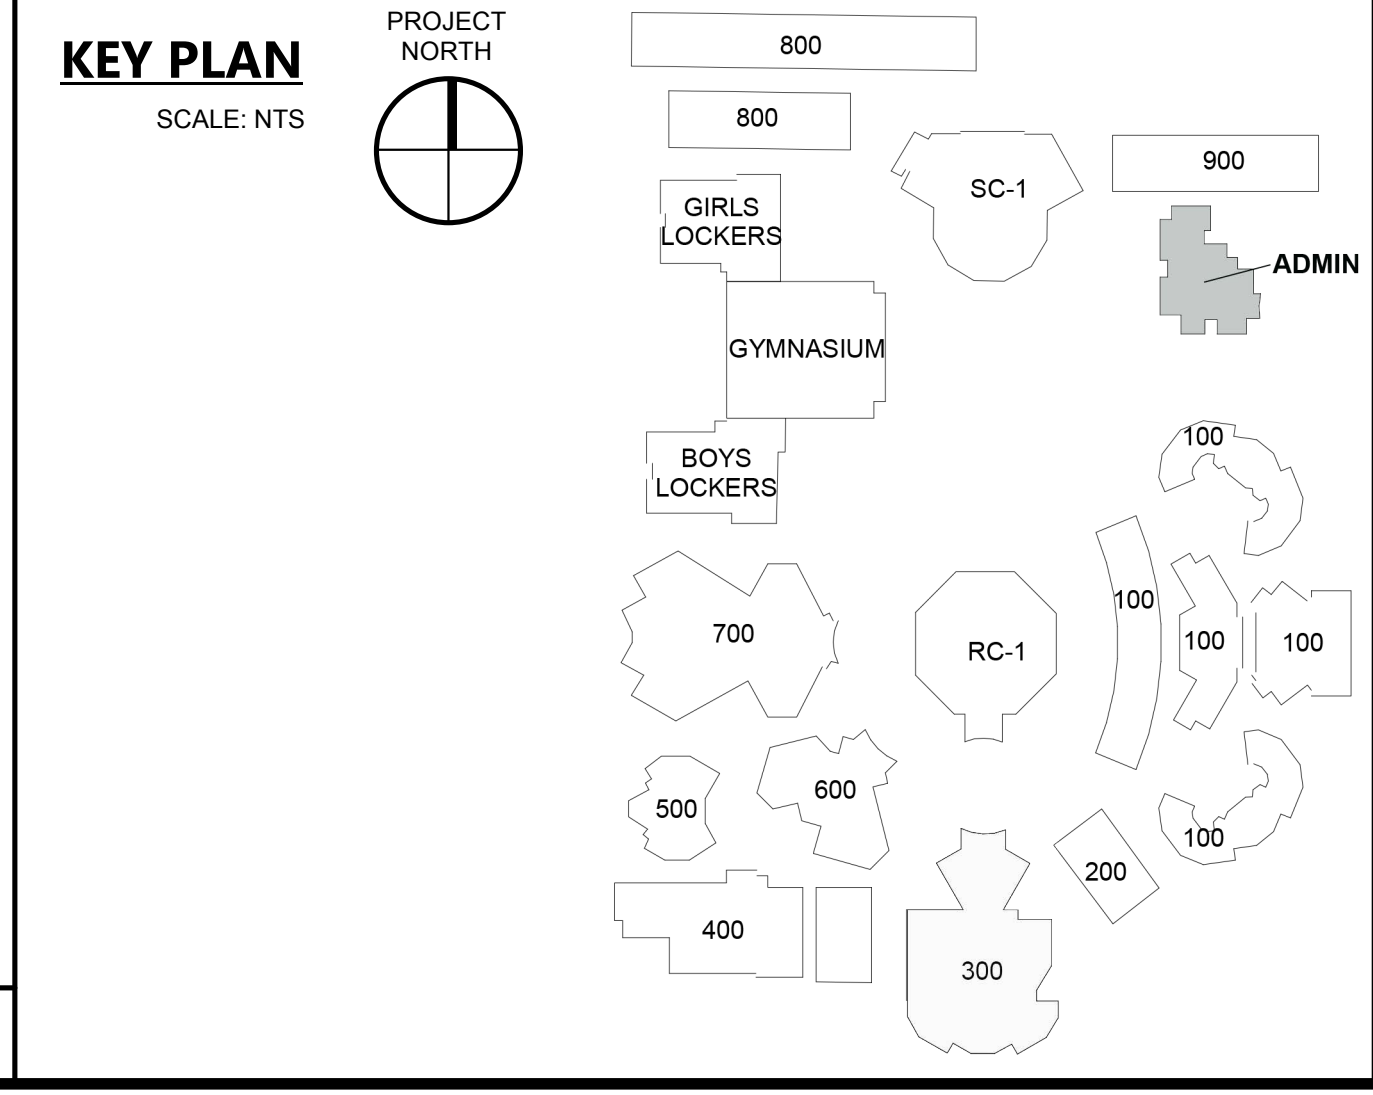 KEY PLAN
SCALE: NTS
PROJECT
NORTH
800
800
GIRLS
LOCKERS
SC-1
900
ADMIN
GYMNASIUM
BOYS
LOCKERS
100
100
100
100
700
RC-1
500
600
100
200
400
300